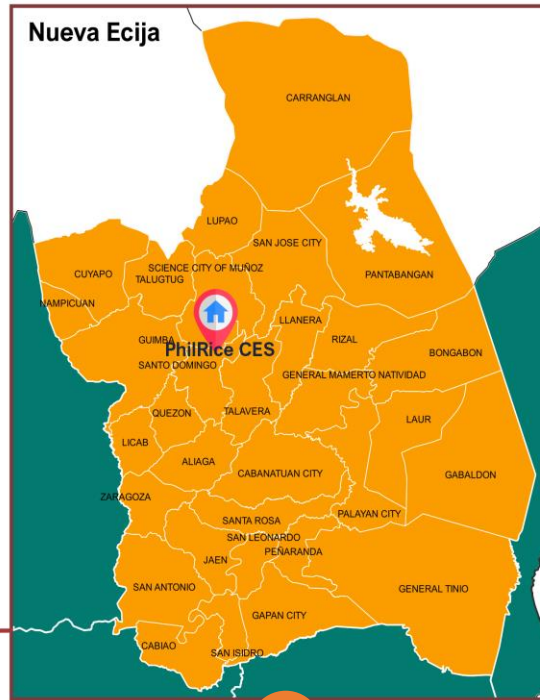 Nueva Ecija
CARRANGLAN
LUPAO
SAN JOSE CITY
SCIENCE CITY OF MUÑOZ
CUYAPO
TALUGTUG
PANTABANGAN
NAMPICUAN
LLANERA
GUIMBA
RIZAL
PhilRice CES
BONGABON
SANTO DOMINGO
GENERAL MAMERTO NATIVIDAD
QUEZON
TALAVERA
LAUR
LICAB
ALIAGA
CABANATUAN CITY
GABALDON
ZARAGOZA
PALAYAN CITY
SANTA ROSA
SAN LEONARDO
PEÑARANDA
JAEN
SAN ANTONIO
GENERAL TINIO
GAPAN CITY
CABIAO
SAN ISIDRO